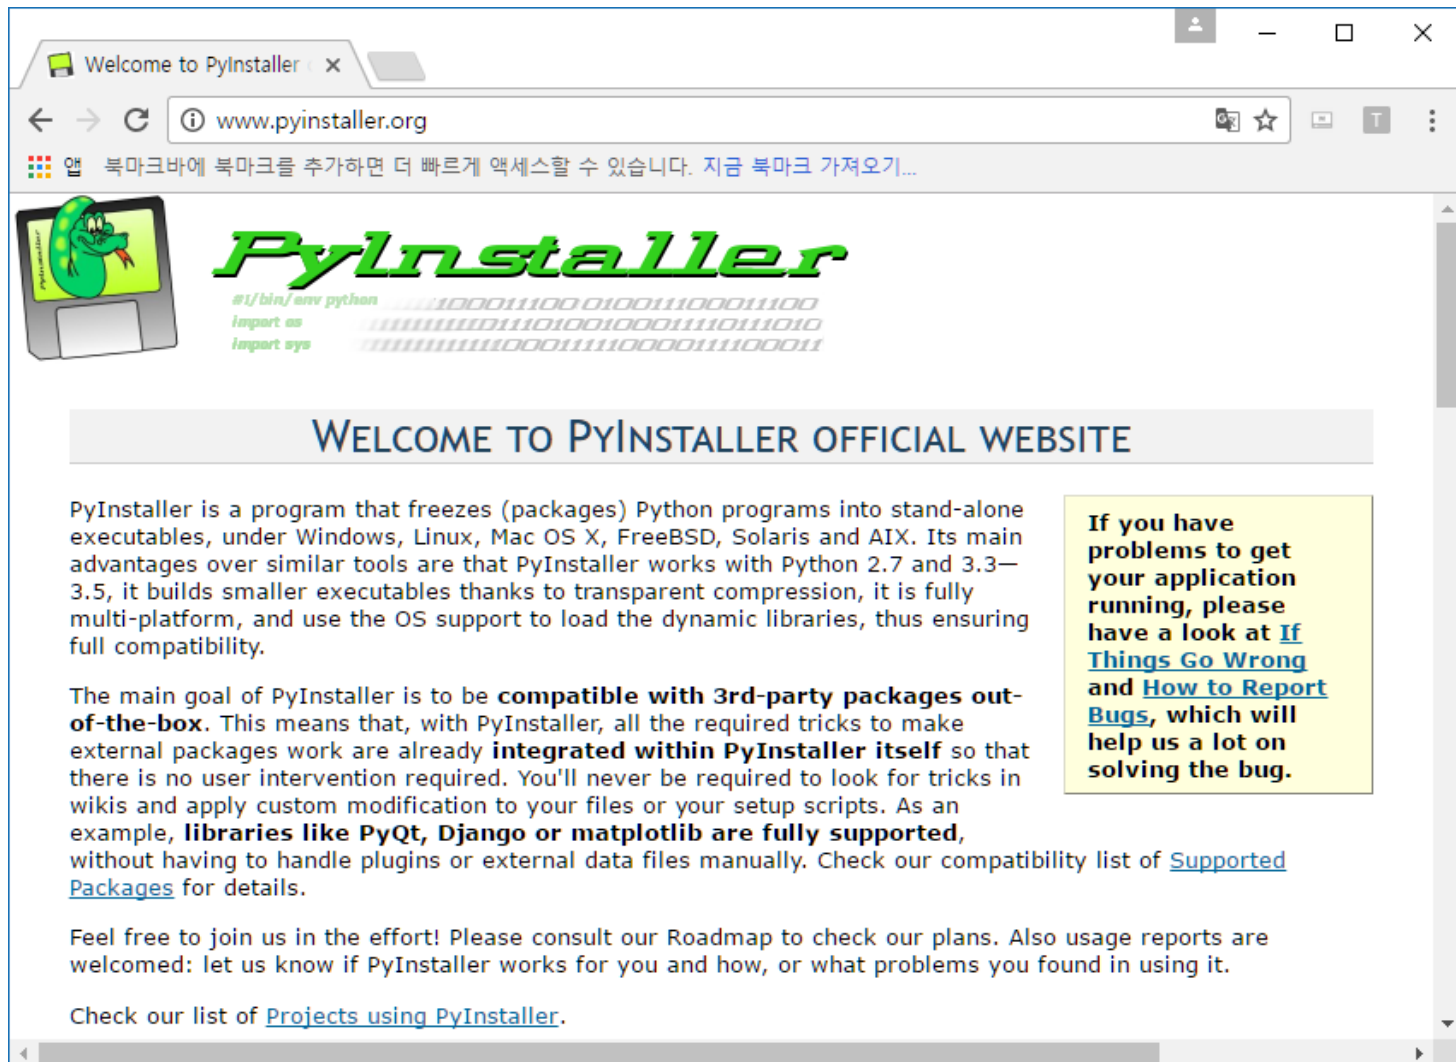 Welcome to PyInstaller
www.pyinstaller.org
T
앱 북마크바에 북마크를 추가하면 더 빠르게 액세스할 수 있습니다. 지금 북마크 가져오기...
PyInstaller
PyInstaller
#!/bin/env python
import os
import sys
WELCOME TO PYINSTALLER OFFICIAL WEBSITE
PyInstaller is a program that freezes (packages) Python programs into stand-alone
executables, under Windows, Linux, Mac OS X, FreeBSD, Solaris and AIX. Its main
advantages over similar tools are that PyInstaller works with Python 2.7 and 3.3—
3.5, it builds smaller executables thanks to transparent compression, it is fully
multi-platform, and use the OS support to load the dynamic libraries, thus ensuring
full compatibility.
If you have
problems to get
your application
running, please
have a look at If
Things Go Wrong
and How to Report
Bugs, which will
help us a lot on
solving the bug.
The main goal of PyInstaller is to be compatible with 3rd-party packages out-
of-the-box. This means that, with PyInstaller, all the required tricks to make
external packages work are already integrated within PyInstaller itself so that
there is no user intervention required. You'll never be required to look for tricks in
wikis and apply custom modification to your files or your setup scripts. As an
example, libraries like PyQt, Django or matplotlib are fully supported,
without having to handle plugins or external data files manually. Check our compatibility list of Supported
Packages for details.
Feel free to join us in the effort! Please consult our Roadmap to check our plans. Also usage reports are
welcomed: let us know if PyInstaller works for you and how, or what problems you found in using it.
Check our list of Projects using PyInstaller.